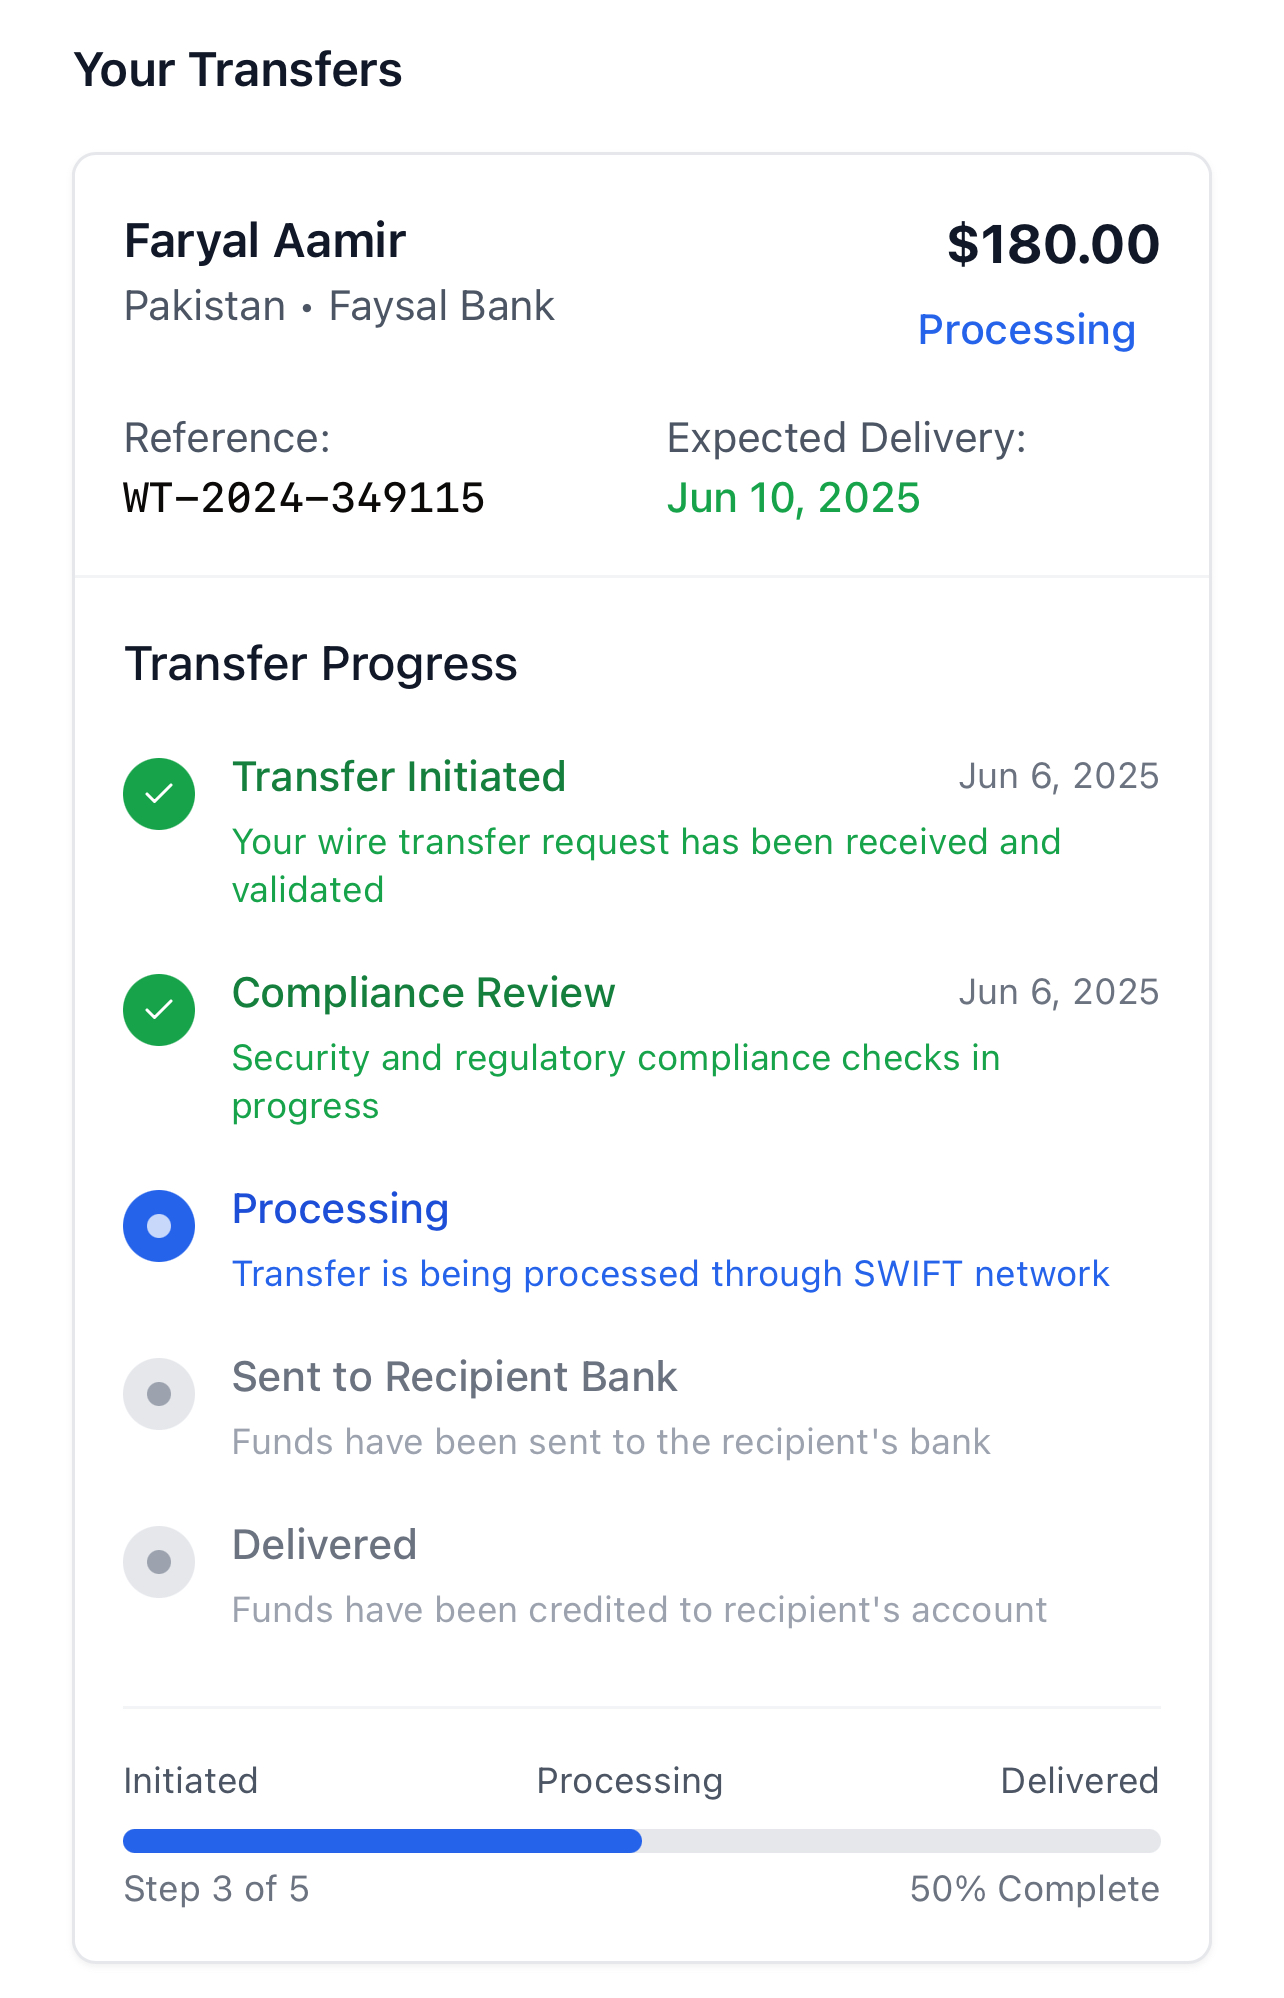 Your Transfers
Faryal Aamir
$180.00
Pakistan • Faysal Bank
Processing
Reference:
Expected Delivery:
WT-2024-349115
Jun 10, 2025
Transfer Progress
Transfer Initiated
Jun 6, 2025
Your wire transfer request has been received and
validated
Compliance Review
Jun 6, 2025
Security and regulatory compliance checks in
progress
Processing
Transfer is being processed through SWIFT network
Sent to Recipient Bank
Funds have been sent to the recipient's bank
Delivered
Funds have been credited to recipient's account
Initiated
Processing
Delivered
Step 3 of 5
50% Complete